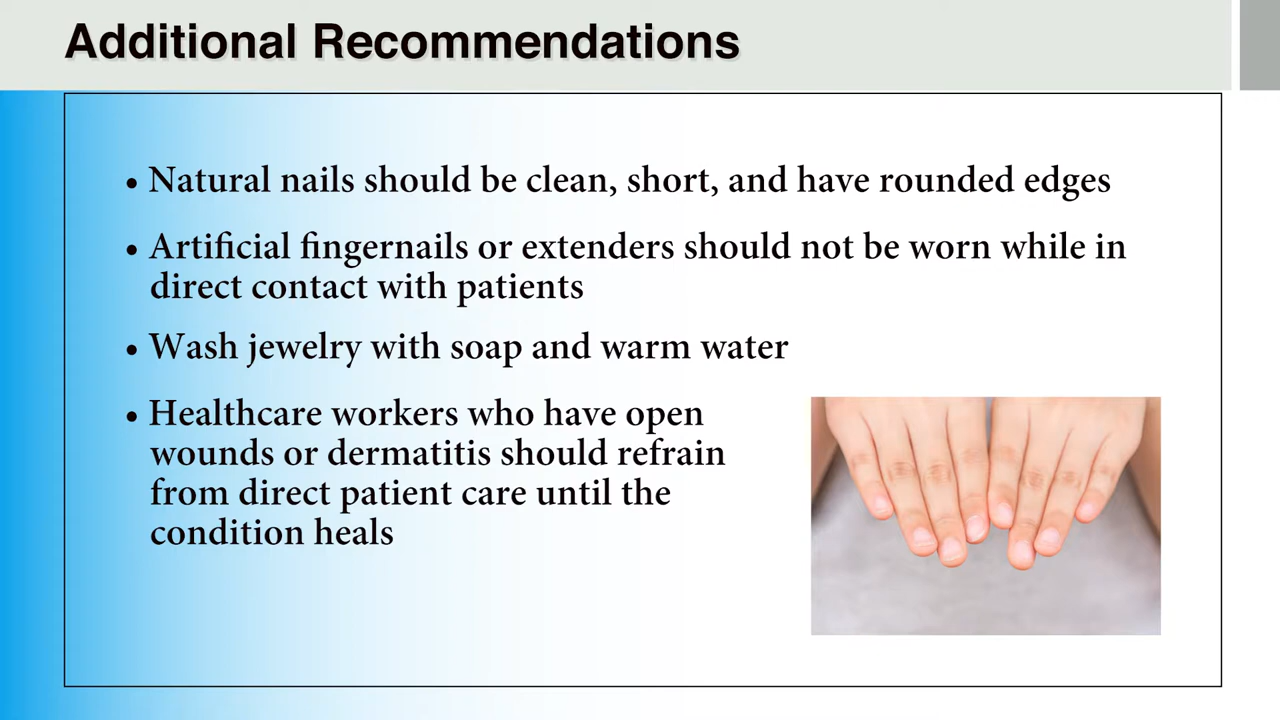 Additional Recommendations
• Natural nails should be clean, short, and have rounded edges
• Artificial fingernails or extenders should not be worn while in
direct contact with patients
• Wash jewelry with soap and warm water
• Healthcare workers who have open
wounds or dermatitis should refrain
from direct patient care until the
condition heals